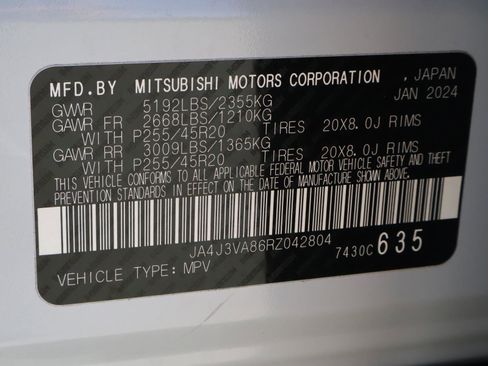 MFD.BY MITSUBISHI MOTORS CORPORATION , JAPAN
GVWR 5192LBS/2355KG JAN 2024
GAWR FR 2668LBS/1210KG
WITH P255/45R20 TIRES 20X8.0J RIMS
GAWR RR 3009LBS/1365KG
WITH P255/45R20 TIRES 20X8.0J RIMS
THIS VEHICLE CONFORMS TO ALL APPLICABLE FEDERAL MOTOR VEHICLE SAFETY AND THEFT
PREVENTION STANDARDS IN EFFECT ON THE DATE OF MANUFACTURE SHOWN ABOVE.
JA4J3VA86RZ042804
VEHICLE TYPE: MPV 7430C 635